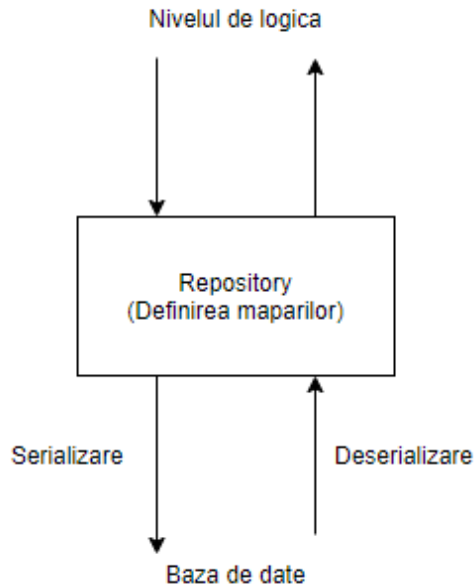 Nivelul de logica
Repository
(Definirea maparilor)
Serializare
Deserializare
Baza de date